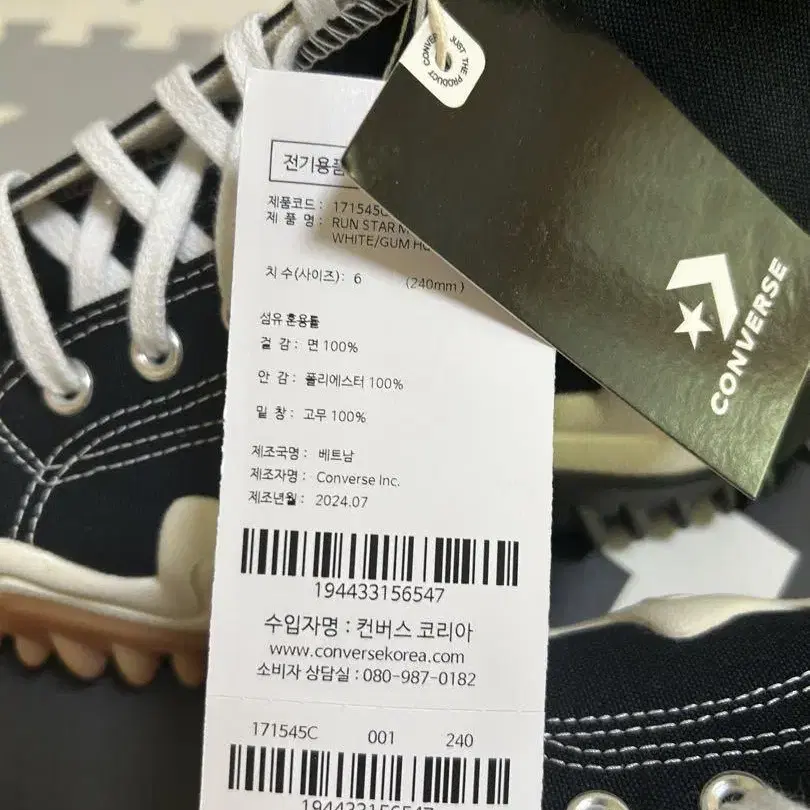 CONVERSE
JUST THE PRODUCT
CONVERSE
전기용품
제품코드 : 171545C
제 품 명 : RUN STAR
WHITE/GUM
치 수(사이즈) : 6 (240mm)
섬유 혼용률
겉 감 : 면 100%
안 감 : 폴리에스터 100%
밑 창 : 고무 100%
제조국명 : 베트남
제조자명 : Converse Inc.
제조년월 : 2024.07
194433156547
수입자명 : 컨버스 코리아
www.conversekorea.com
소비자 상담실 : 080-987-0182
171545C 001 240
194433156547